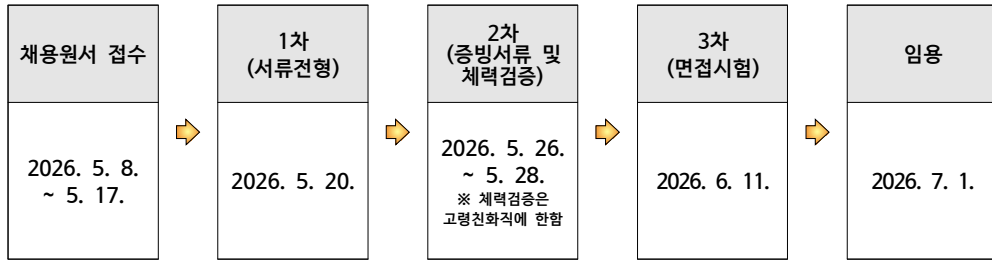 채용원서 접수
2026. 5. 8.
~ 5. 17.
1차
(서류전형)
2026. 5. 20.
2차
(증빙서류 및
체력검증)
2026. 5. 26.
~ 5. 28.
※ 체력검증은
고령친화직에 한함
3차
(면접시험)
2026. 6. 11.
임용
2026. 7. 1.